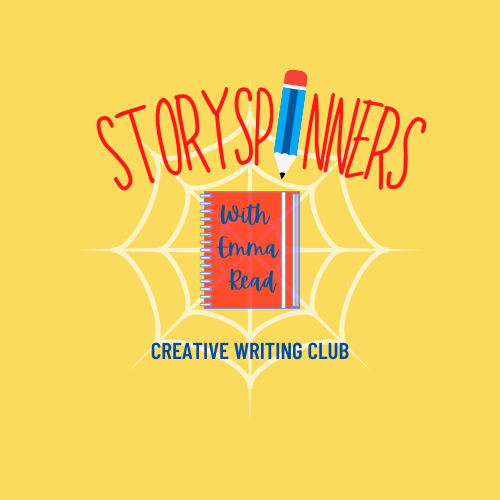 STORYSPINNERS
With
Emma
Read
CREATIVE WRITING CLUB